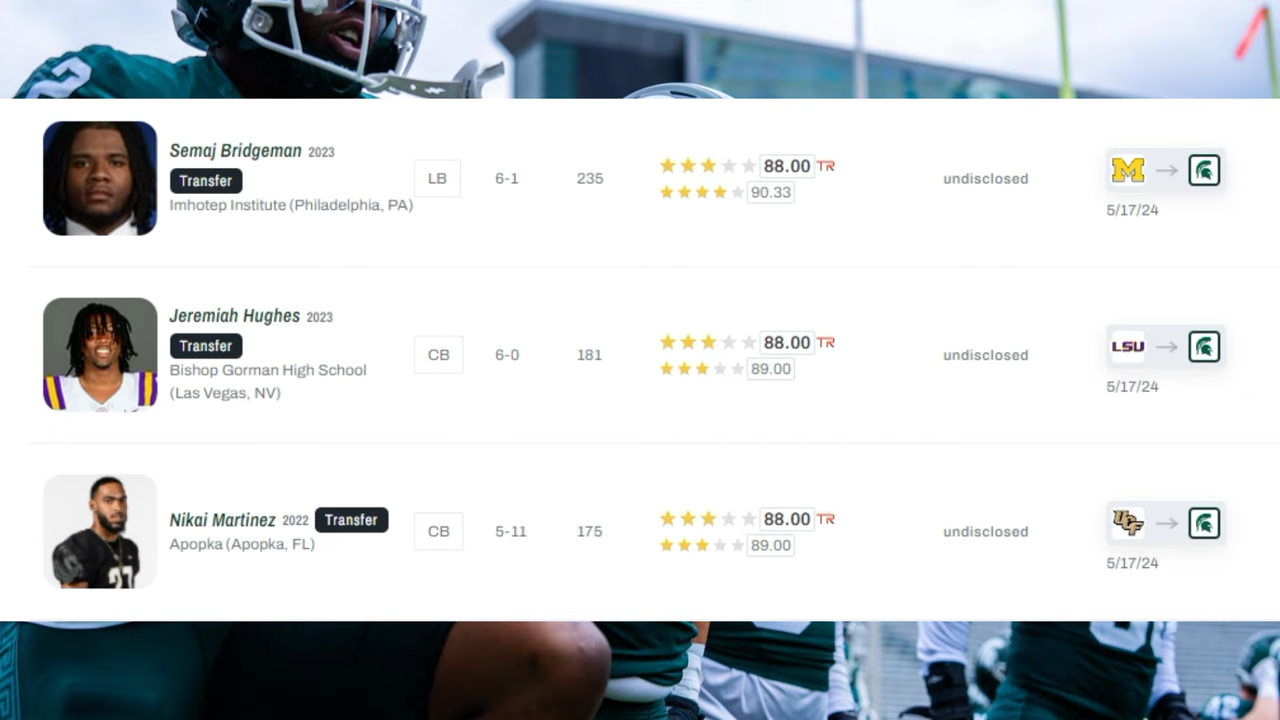 2
Semaj Bridgeman 2023
Transfer
Imhotep Institute (Philadelphia, PA)
LB
6-1
235
88.00 TR
90.33
undisclosed
M
5/17/24
Jeremiah Hughes 2023
Transfer
Bishop Gorman High School
(Las Vegas, NV)
CB
6-0
181
88.00 TR
89.00
undisclosed
LSU
5/17/24
Nikai Martinez 2022 Transfer
Apopka (Apopka, FL)
CB
5-11
175
88.00 TR
89.00
undisclosed
UCF
5/17/24
27